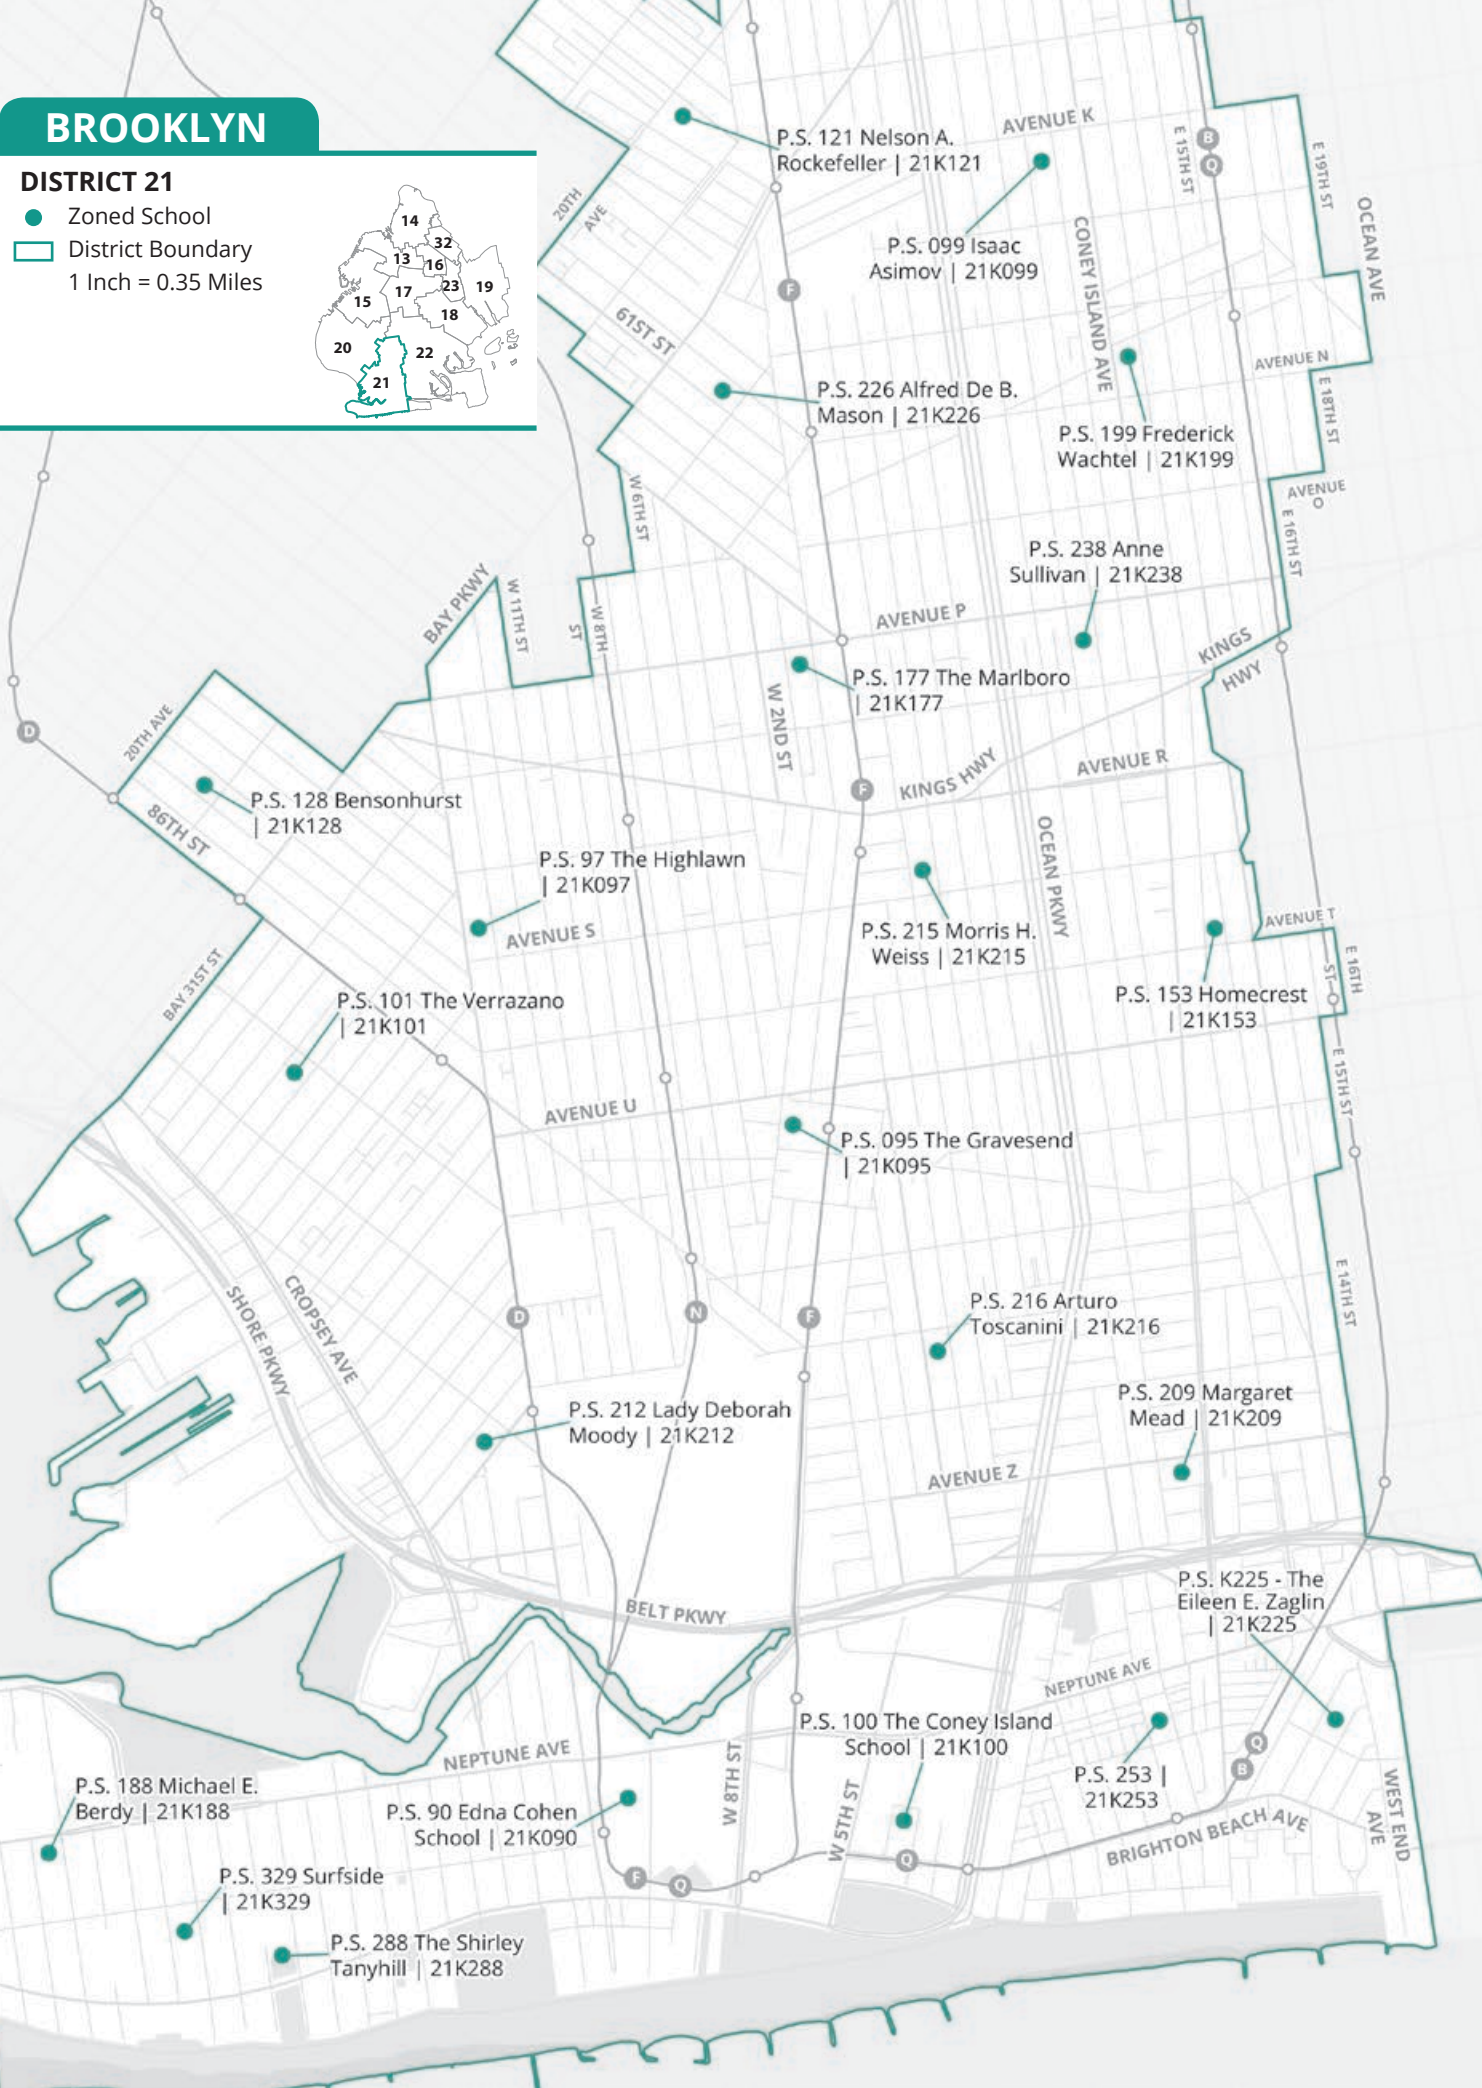 BROOKLYN
DISTRICT 21
Zoned School
District Boundary
1 Inch = 0.35 Miles
14
32
13
16
23
19
17
15
18
20
22
21
P.S. 121 Nelson A.
Rockefeller | 21K121
AVENUE K
E 15TH ST
B
Q
E 19TH ST
OCEAN AVE
20TH
AVE
P.S. 099 Isaac
Asimov | 21K099
CONEY ISLAND AVE
F
61ST ST
AVENUE N
P.S. 226 Alfred De B.
Mason | 21K226
E 18TH ST
P.S. 199 Frederick
Wachtel | 21K199
W 6TH ST
AVENUE
O
E 16TH ST
P.S. 238 Anne
Sullivan | 21K238
BAY PKWY
W 11TH ST
W 8TH
ST
AVENUE P
KINGS
HWY
P.S. 177 The Marlboro
| 21K177
W 2ND ST
D
20TH AVE
AVENUE R
KINGS HWY
F
P.S. 128 Bensonhurst
| 21K128
86TH ST
OCEAN PKWY
P.S. 97 The Highlawn
| 21K097
AVENUE S
P.S. 215 Morris H.
Weiss | 21K215
AVENUE T
E 16TH
ST
BAY 31ST ST
P.S. 101 The Verrazano
| 21K101
P.S. 153 Homecrest
| 21K153
E 15TH ST
AVENUE U
P.S. 095 The Gravesend
| 21K095
E 14TH ST
SHORE PKWY
CROPSEY AVE
D
N
F
P.S. 216 Arturo
Toscanini | 21K216
P.S. 209 Margaret
Mead | 21K209
P.S. 212 Lady Deborah
Moody | 21K212
AVENUE Z
BELT PKWY
P.S. K225 - The
Eileen E. Zaglin
| 21K225
NEPTUNE AVE
P.S. 100 The Coney Island
School | 21K100
NEPTUNE AVE
W 8TH ST
Q
B
P.S. 253 |
21K253
WEST END
AVE
P.S. 188 Michael E.
Berdy | 21K188
P.S. 90 Edna Cohen
School | 21K090
W 5TH ST
BRIGHTON BEACH AVE
Q
F
Q
P.S. 329 Surfside
| 21K329
P.S. 288 The Shirley
Tanyhill | 21K288